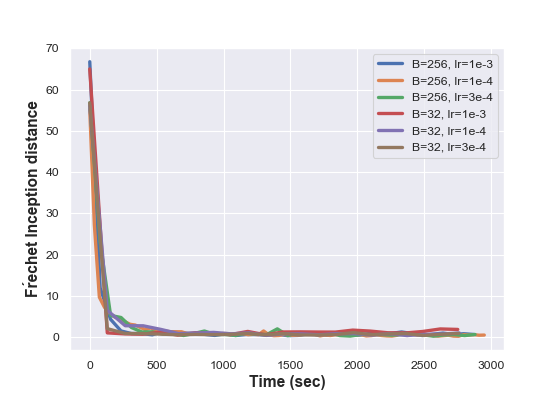 70
60
50
40
30
20
10
0
F́rechet Inception distance
B=256, lr=1e-3
B=256, lr=1e-4
B=256, lr=3e-4
B=32, lr=1e-3
B=32, lr=1e-4
B=32, lr=3e-4
0 500 1000 1500 2000 2500 3000
Time (sec)